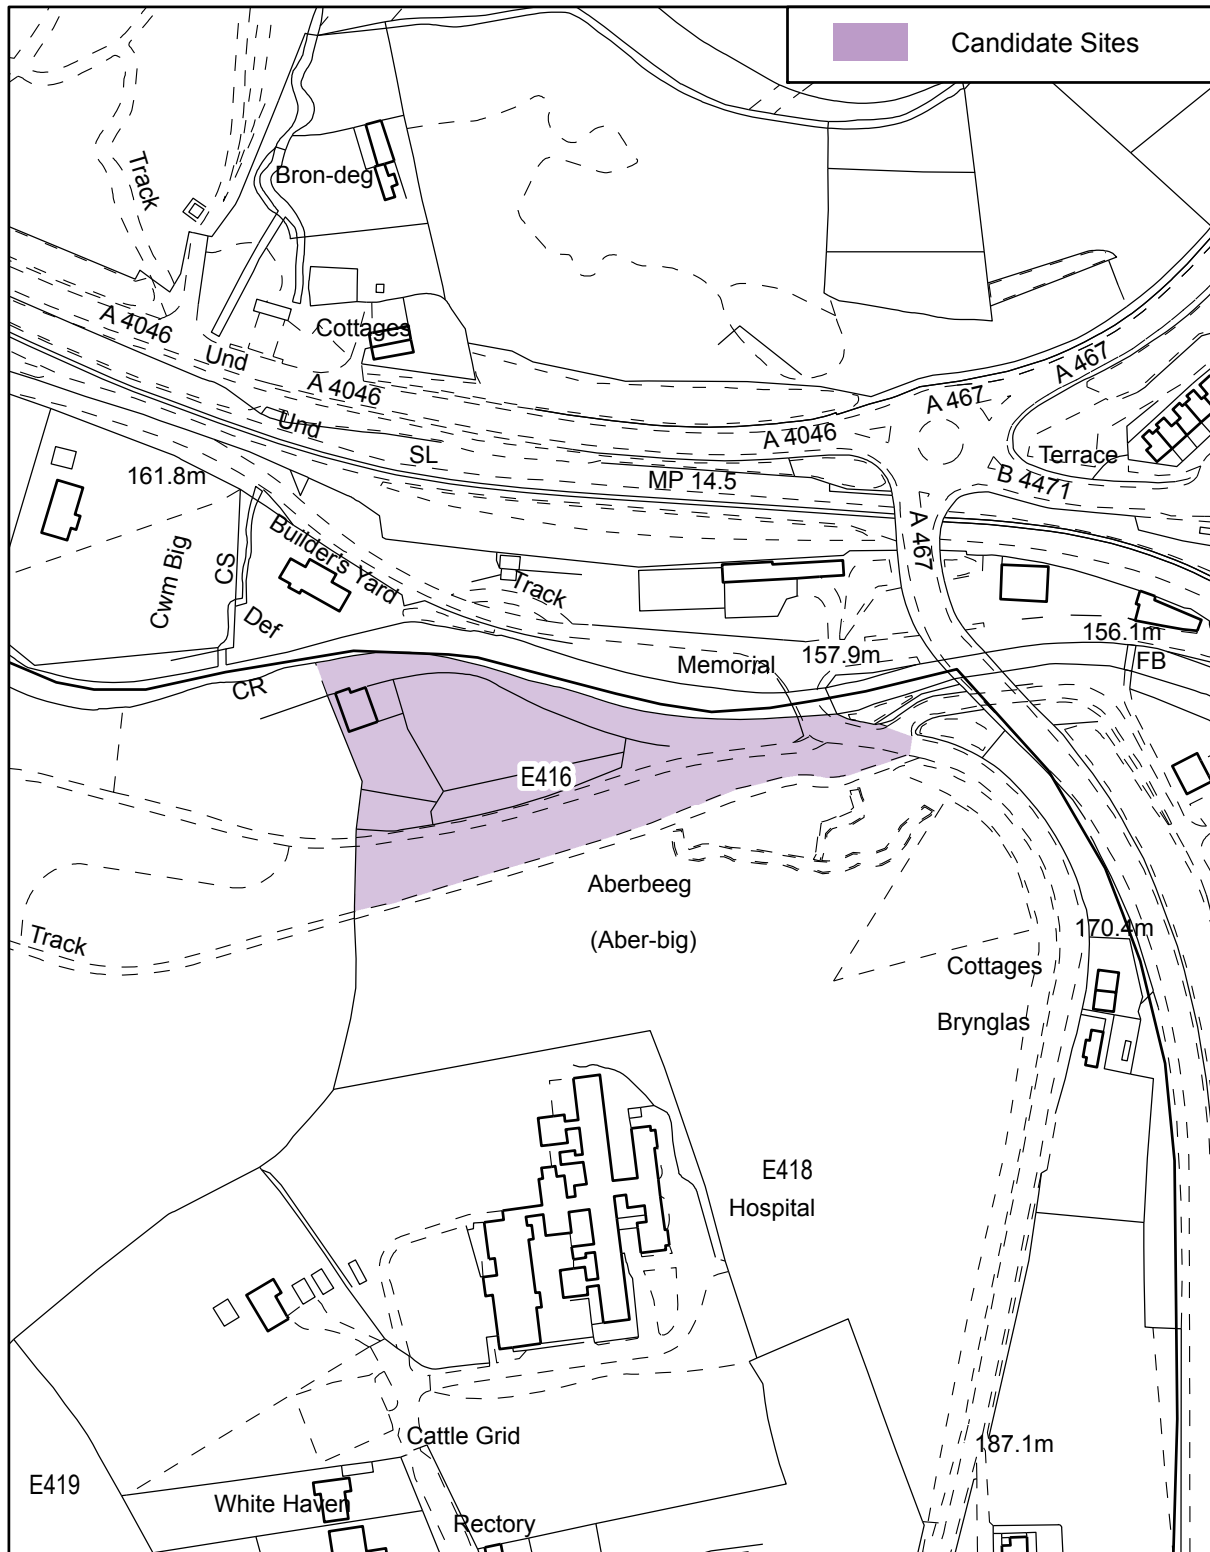 Candidate Sites
Track
Bron-deg
A 4046
Und
Cottages
A 4046
Und
SL
A 467
A 467
A 4046
Terrace
B 4471
MP 14.5
161.8m
A 467
Builder's Yard
Cwm Big
CS
Def
Track
156.1m
157.9m
Memorial
FB
CR
E416
Aberbeeg
(Aber-big)
Track
170.4m
Cottages
Brynglas
E418
Hospital
Cattle Grid
187.1m
E419
White Haven
Rectory